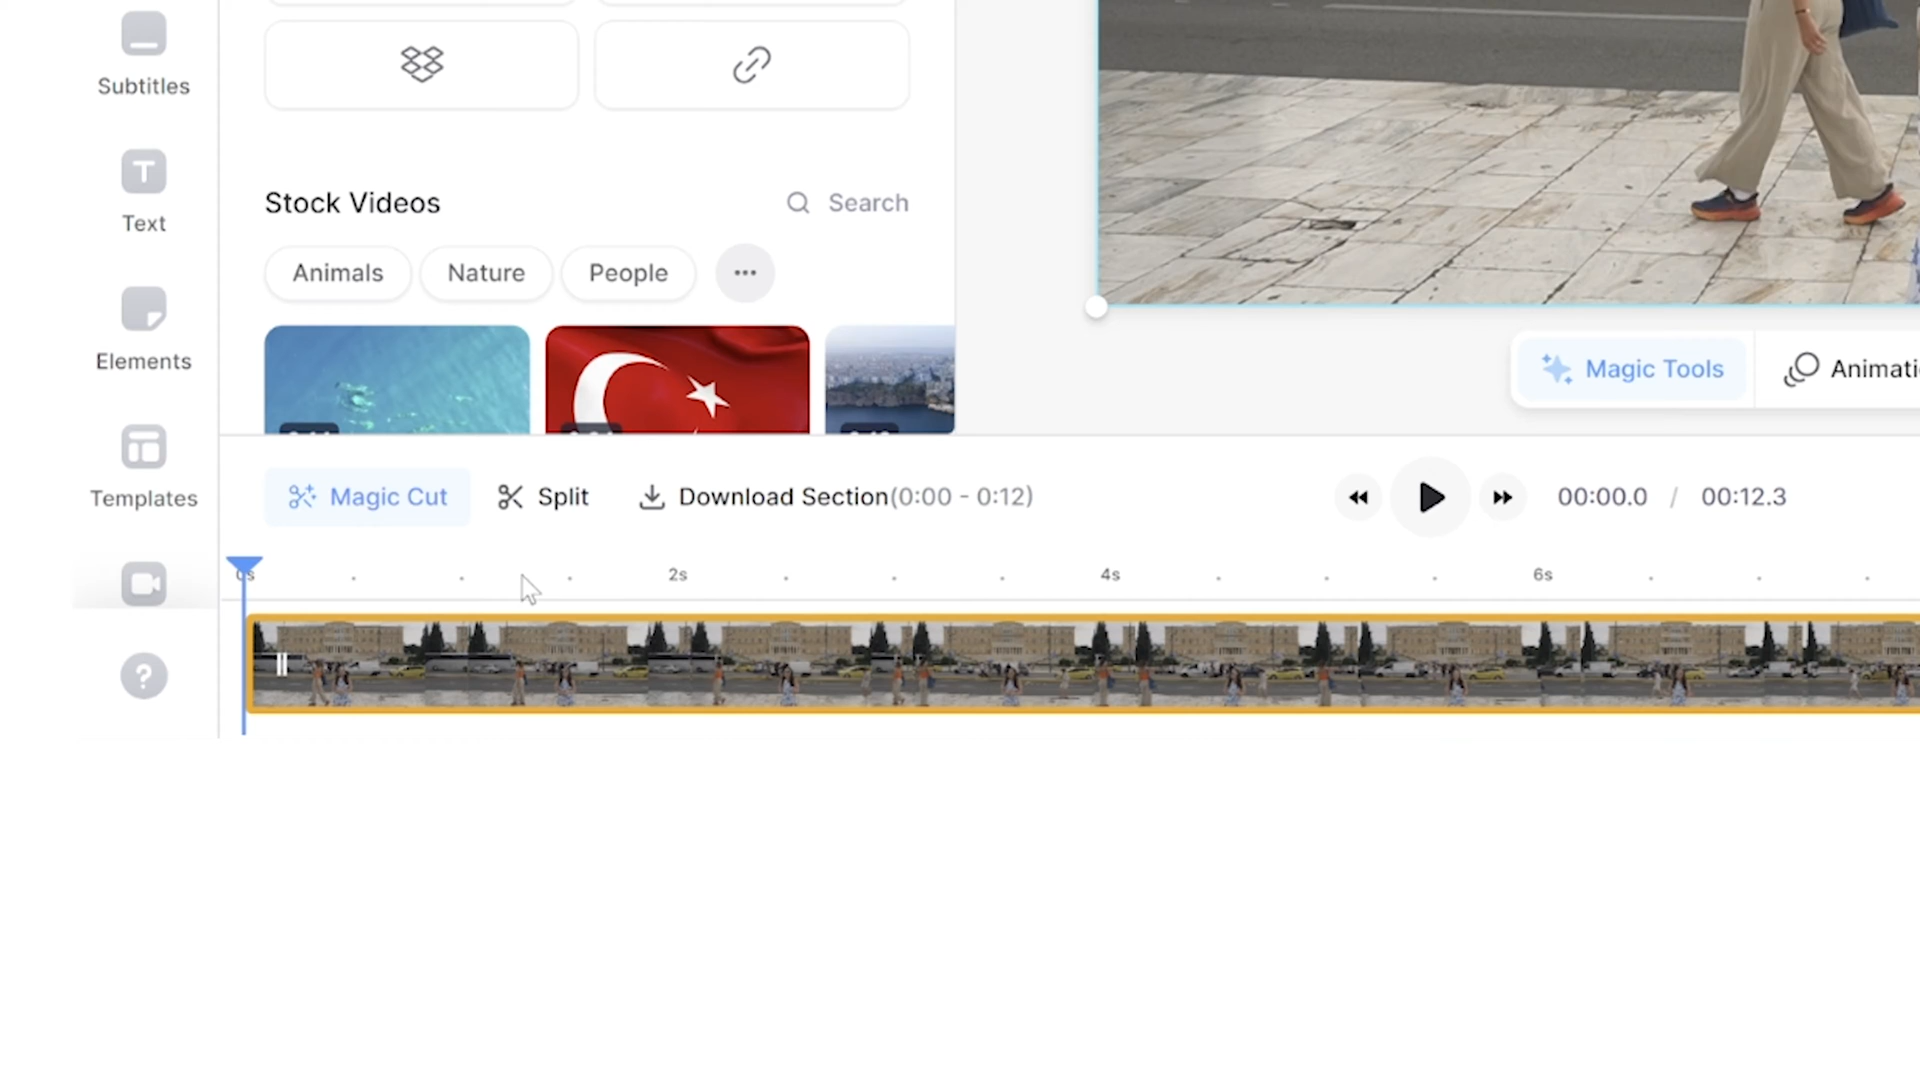 Subtitles
Text
Elements
Templates
Stock Videos
Search
Animals
Nature
People
Magic Tools
Animati
Magic Cut
Split
Download Section(0:00 - 0:12)
00:00.0 / 00:12.3
0s
2s
4s
6s